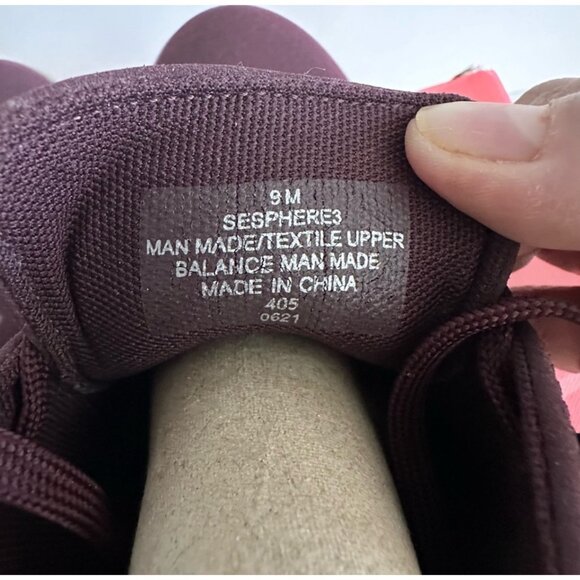 9 M
SESPHERE3
MAN MADE/TEXTILE UPPER
BALANCE MAN MADE
MADE IN CHINA
405
0621